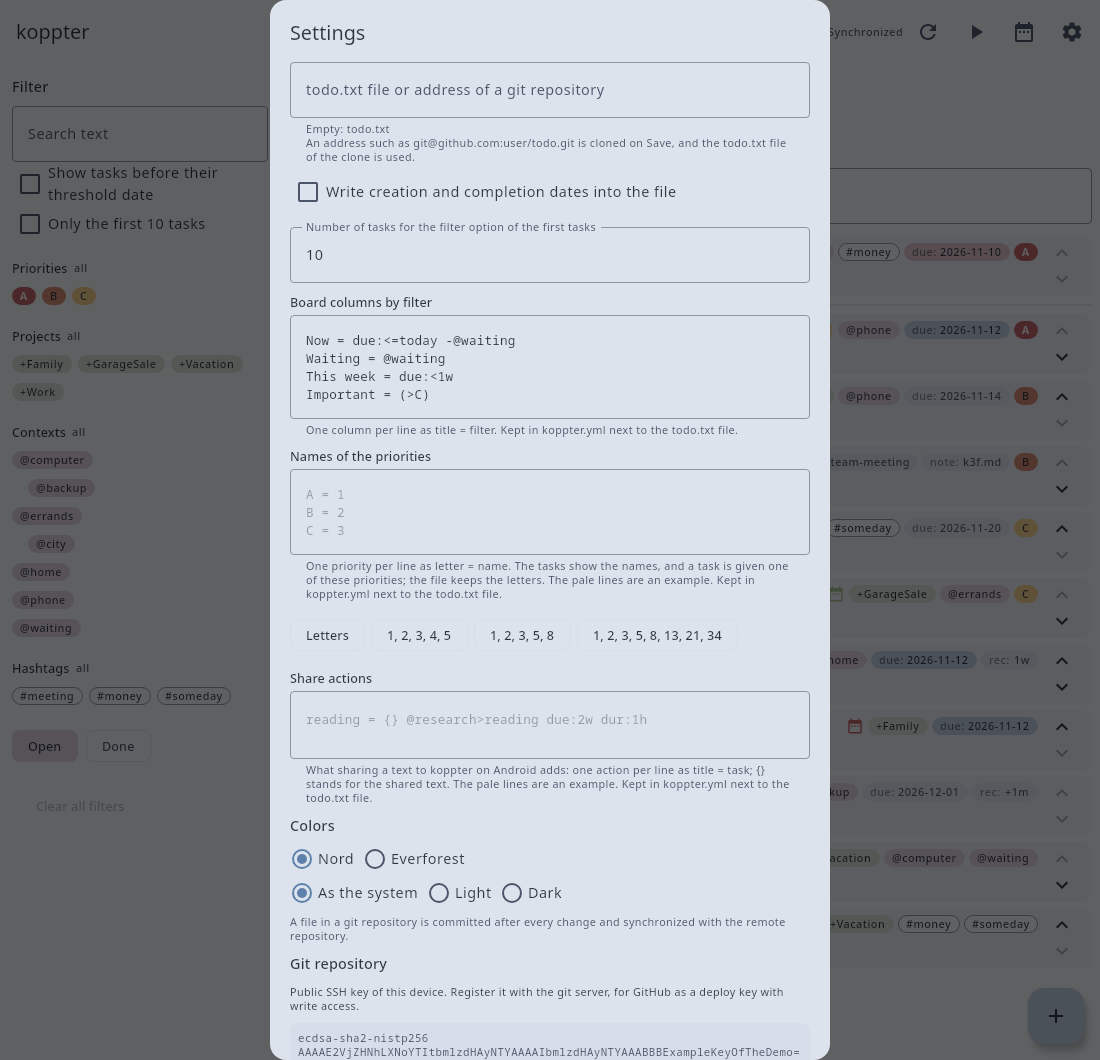 koppter
Synchronized
Filter
Search text
Show tasks before their
threshold date
Only the first 10 tasks
Priorities all
A B C
Projects all
+Family +GarageSale +Vacation
+Work
Contexts all
@computer
@backup
@errands
@city
@home
@phone
@waiting
Hashtags all
#meeting #money #someday
Open Done
Clear all filters
Settings
todo.txt file or address of a git repository
Empty: todo.txt
An address such as git@github.com:user/todo.git is cloned on Save, and the todo.txt file
of the clone is used.
Write creation and completion dates into the file
Number of tasks for the filter option of the first tasks
10
Board columns by filter
Now = due:<=today -@waiting
Waiting = @waiting
This week = due:<1w
Important = (>C)
One column per line as title = filter. Kept in koppter.yml next to the todo.txt file.
Names of the priorities
A = 1
B = 2
C = 3
One priority per line as letter = name. The tasks show the names, and a task is given one
of these priorities; the file keeps the letters. The pale lines are an example. Kept in
koppter.yml next to the todo.txt file.
Letters 1, 2, 3, 4, 5 1, 2, 3, 5, 8 1, 2, 3, 5, 8, 13, 21, 34
Share actions
reading = {} @research>reading due:2w dur:1h
What sharing a text to koppter on Android adds: one action per line as title = task; {}
stands for the shared text. The pale lines are an example. Kept in koppter.yml next to the
todo.txt file.
Colors
Nord Everforest
As the system Light Dark
A file in a git repository is committed after every change and synchronized with the remote
repository.
Git repository
Public SSH key of this device. Register it with the git server, for GitHub as a deploy key with
write access.
ecdsa-sha2-nistp256
AAAAE2VjZHNhLXNoYTItbmlzdHAyNTYAAAAIbmlzdHAyNTYAAABBBExampleKeyOfTheDemo=
#money due: 2026-11-10 A
@phone due: 2026-11-12 A
@phone due: 2026-11-14 B
team-meeting note: k3f.md B
#someday due: 2026-11-20 C
+GarageSale @errands C
home due: 2026-11-12 rec: 1w
+Family due: 2026-11-12
kup due: 2026-12-01 rec: +1m
acation @computer @waiting
+Vacation #money #someday